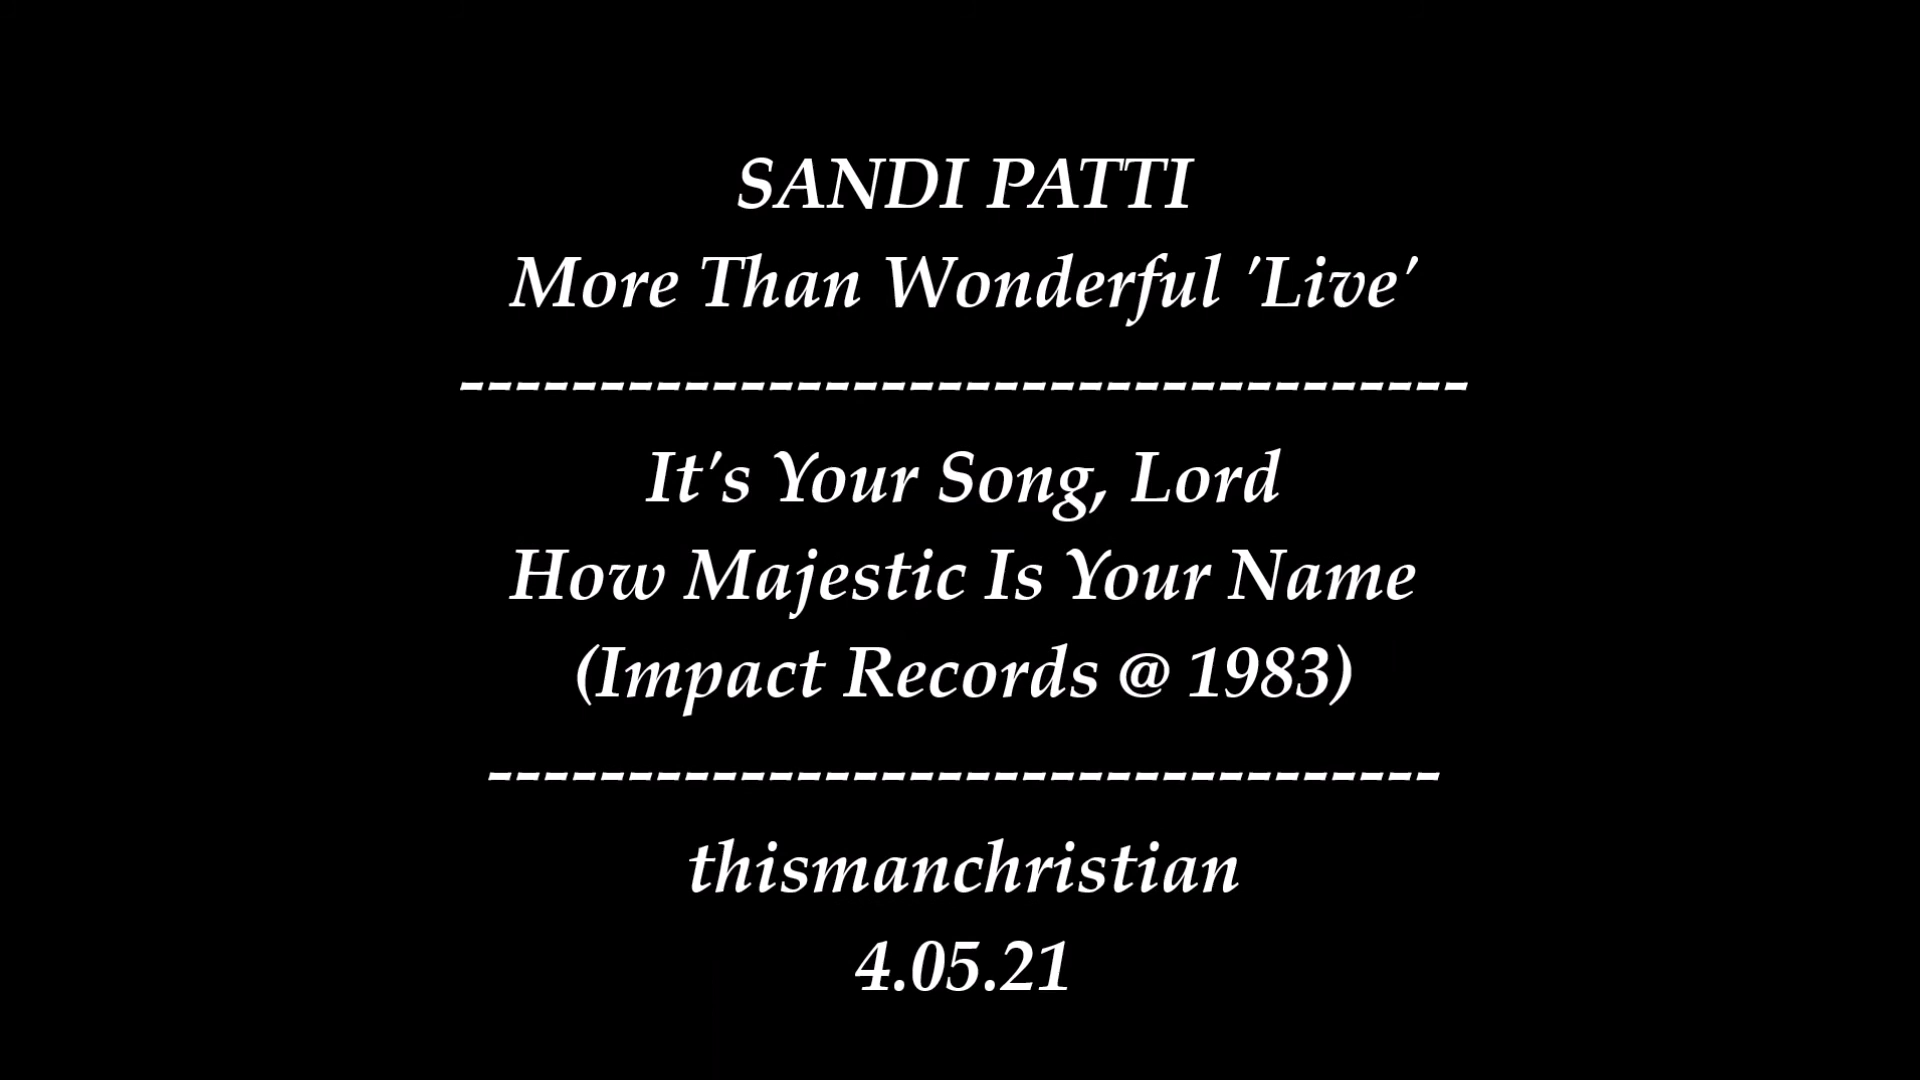 SANDI PATTI
More Than Wonderful 'Live'
------------------------------------
It's Your Song, Lord
How Majestic Is Your Name
(Impact Records @ 1983)
----------------------------------
thismanchristian
4.05.21